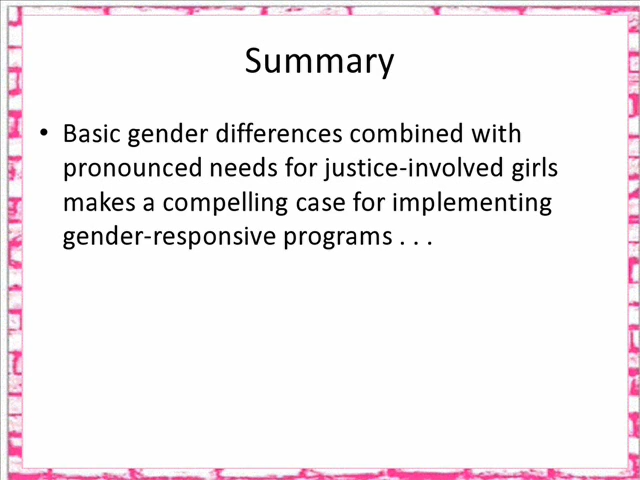 Summary
• Basic gender differences combined with
pronounced needs for justice-involved girls
makes a compelling case for implementing
gender-responsive programs . . .